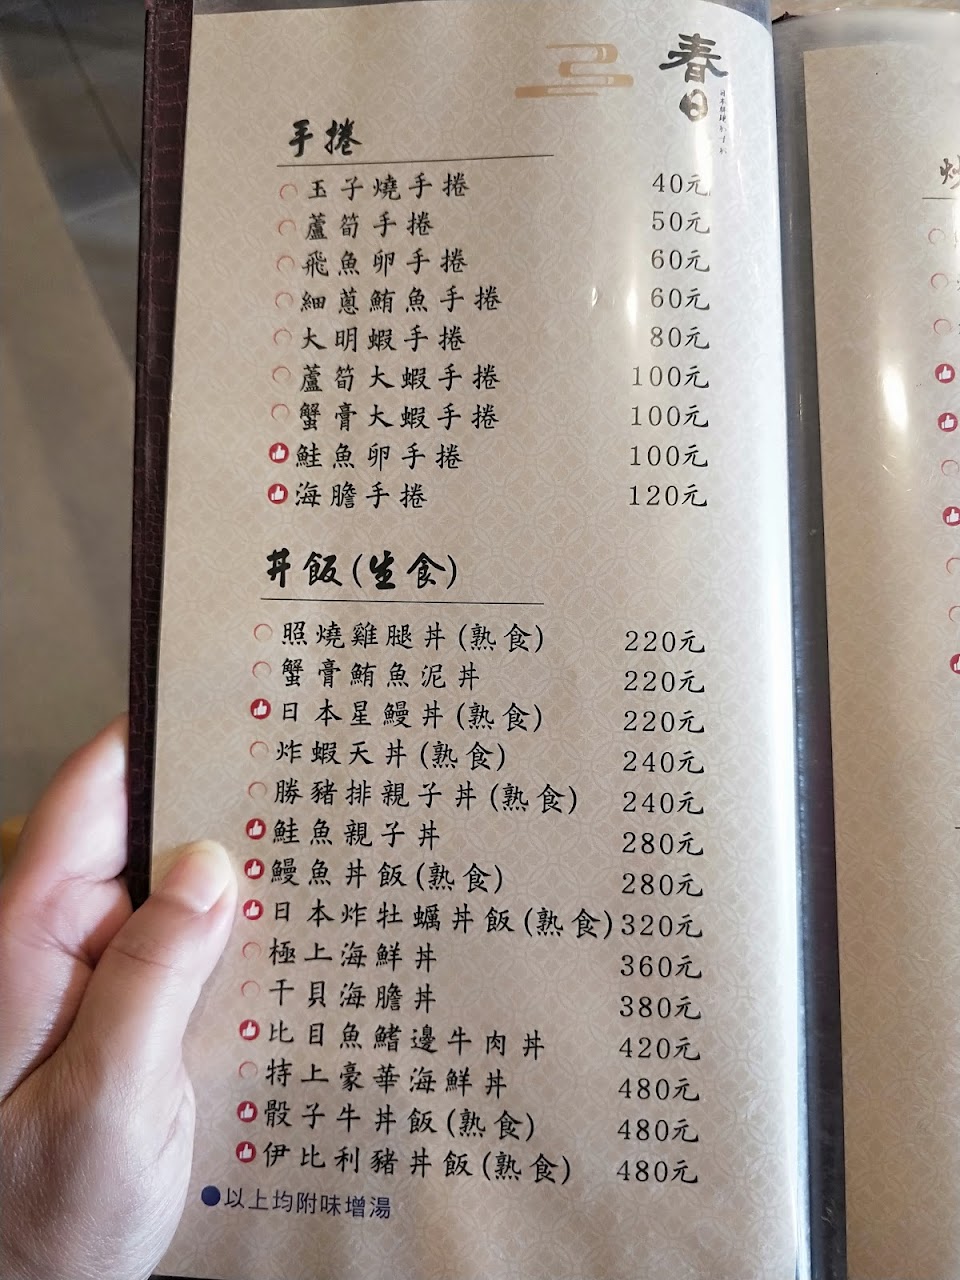 春日
手捲
玉子燒手捲 40元
蘆筍手捲 50元
飛魚卵手捲 60元
細蔥鮪魚手捲 60元
大明蝦手捲 80元
蘆筍大蝦手捲 100元
蟹膏大蝦手捲 100元
鮭魚卵手捲 100元
海膽手捲 120元
丼飯(生食)
照燒雞腿丼(熟食) 220元
蟹膏鮪魚泥丼 220元
日本星鰻丼(熟食) 220元
炸蝦天丼(熟食) 240元
勝豬排親子丼(熟食) 240元
鮭魚親子丼 280元
鰻魚丼飯(熟食) 280元
日本炸牡蠣丼飯(熟食) 320元
極上海鮮丼 360元
干貝海膽丼 380元
比目魚鰭邊牛肉丼 420元
特上豪華海鮮丼 480元
骰子牛丼飯(熟食) 480元
伊比利豬丼飯(熟食) 480元
●以上均附味增湯